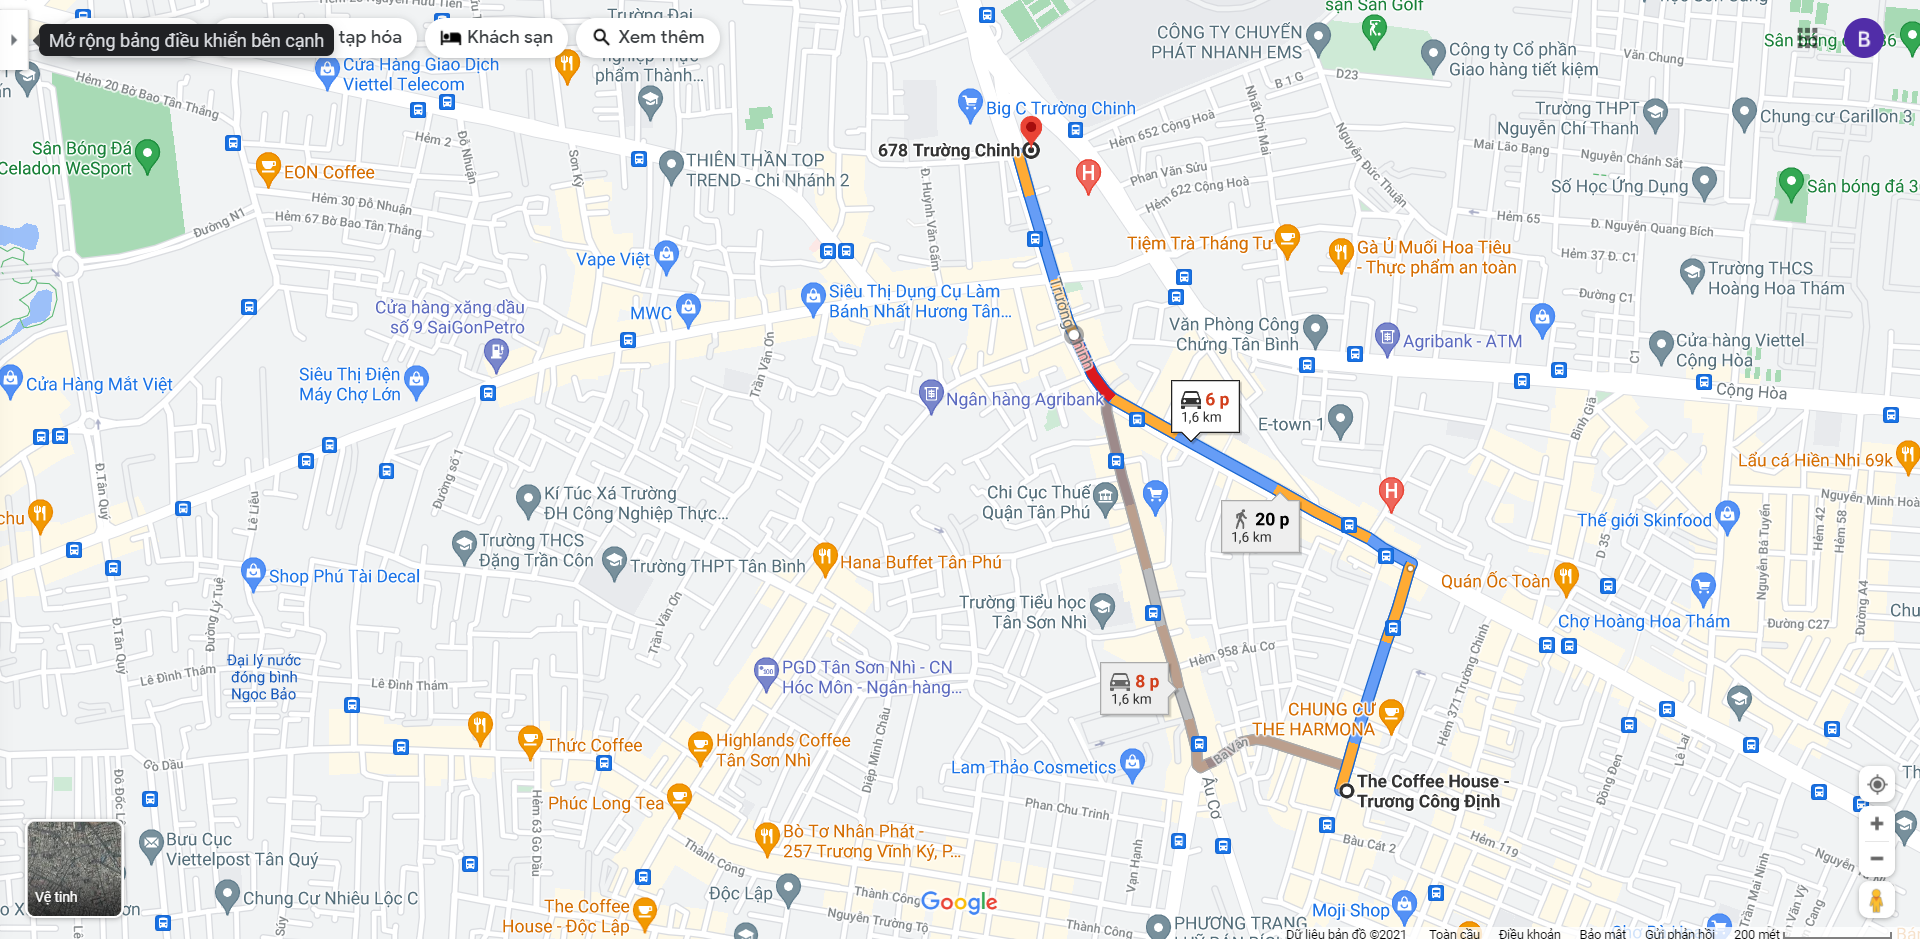 Mở rộng bảng điều khiển bên cạnh
tạp hóa
Khách sạn
Xem thêm
Trường Đại
phẩm Thành...
CÔNG TY CHUYỂN
PHÁT NHANH EMS
sạn Sân Golf
Công ty Cổ phần
Giao hàng tiết kiệm
Văn Chung
B
Cửa Hàng Giao Dịch
Viettel Telecom
Hẻm 20 Bờ Bao Tân Thắng
Hẻm 2
Đỗ Nhuận
D23
B 1 G
Nhất Chi Mai
Big C Trường Chinh
Hẻm 652 Cộng Hoà
678 Trường Chinh
Trường THPT
Nguyễn Chí Thanh
Chung cư Carillon 3
Mai Lão Bạng
Nguyễn Chánh Sắt
Sân Bóng Đá
Celadon WeSport
EON Coffee
Sơn Kỳ
THIÊN THẦN TOP
TREND - Chi Nhánh 2
Đ. Huỳnh Văn Gấm
Phan Văn Sửu
Hẻm 622 Cộng Hoà
Nguyễn Đức Thuận
Số Học Ứng Dụng
Sân bóng đá 3
Hẻm 30 Đỗ Nhuận
Hẻm 67 Bờ Bao Tân Thắng
Đường N1
Hẻm 65
Đ. Nguyễn Quang Bích
Tiệm Trà Tháng Tư
Gà Ủ Muối Hoa Tiêu
- Thực phẩm an toàn
Hẻm 37 Đ. C1
Vape Việt
Trường THCS
Hoàng Hoa Thám
Đường C1
Cửa hàng xăng dầu
số 9 SaiGonPetro
MWC
Siêu Thị Dụng Cụ Làm
Bánh Nhất Hương Tân...
Trường Chinh
Văn Phòng Công
Chứng Tân Bình
Agribank - ATM
Cửa hàng Viettel
Cộng Hòa
C1
Trần Văn Ơn
Cửa Hàng Mắt Việt
Siêu Thị Điện
Máy Chợ Lớn
Ngân hàng Agribank
6 p
1,6 km
Cộng Hòa
E-town 1
Bình Giã
Lẩu cá Hiền Nhi 69k
Đ.Tân Quý
Đường số 1
Lê Liễn
Kí Túc Xá Trường
ĐH Công Nghiệp Thực...
Chi Cục Thuế
Quận Tân Phú
20 p
1,6 km
Nguyễn Minh Hoà
Thế giới Skinfood
D 35
Nguyễn Bá Tuyển
Hẻm 42
Hẻm 58
chu
Trường THCS
Đặng Trần Côn
Trường THPT Tân Bình
Hana Buffet Tân Phú
Shop Phú Tài Decal
Quán Ốc Toàn
Đường Lý Tuệ
Trần Văn Ơn
Trường Tiểu học
Tân Sơn Nhì
Chợ Hoàng Hoa Thám
Đường C27
Đường A4
Chu
Đ.Tân Quý
Hẻm 958 Âu Cơ
Hẻm 371 Trường Chinh
Đại lý nước
đóng bình
Ngọc Bảo
Lê Đình Thám
Lê Đình Thám
PGD Tân Sơn Nhì - CN
Hóc Môn - Ngân hàng...
8 p
1,6 km
CHUNG CƯ
THE HARMONA
Diệp Minh Châu
Thức Coffee
Highlands Coffee
Tân Sơn Nhì
Ba Vân
Lê Lai
Gò Dầu
Lam Thảo Cosmetics
Âu Cơ
The Coffee House -
Trương Công Định
Đồng Đen
Phúc Long Tea
Hẻm 63 Gò Dầu
Phan Chu Trinh
Bò Tơ Nhân Phát -
257 Trương Vĩnh Ký, P...
Bàu Cát 2
Hẻm 119
Bưu Cục
Viettelpost Tân Quý
Vạn Hạnh
Thành Công
Vệ tinh
Chung Cư Nhiêu Lộc C
Độc Lập
Thành Công
Google
Nguyễn Trường Tộ
Thành Công
The Coffee
House - Độc Lập
Moji Shop
PHƯƠNG TRANG
Trần Mai Ninh
Dữ liệu bản đồ ©2021
Toàn cầu
Điều khoản
Bảo mật
Gửi phản hồi
200 mét